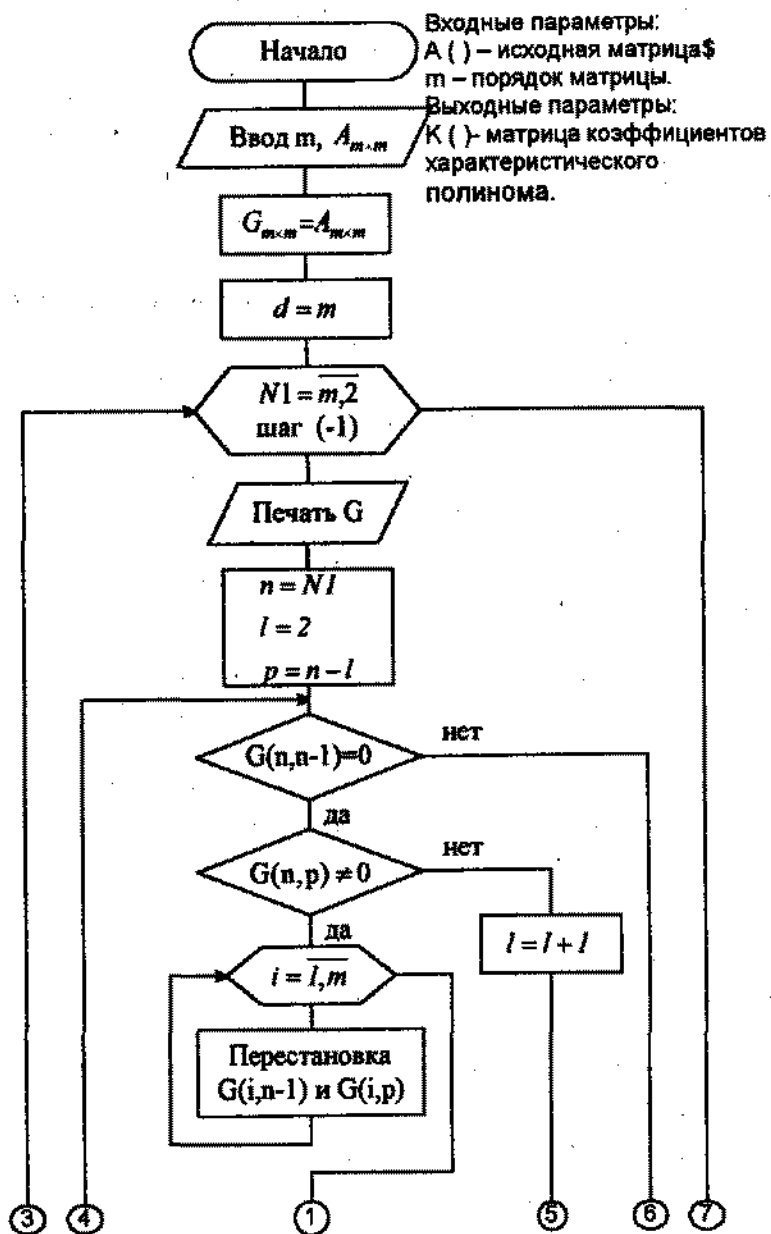 Входные параметры:
A ( ) – исходная матрица$
m – порядок матрицы.
Выходные параметры:
K ( )- матрица коэффициентов
характеристического
полинома.
Начало
Ввод m, A_{m×m}
G_{m×m}=A_{m×m}
d = m
N1 = \overline{m,2}
шаг (-1)
Печать G
n = N1
l = 2
p = n – l
G(n,n-1)=0
нет
да
G(n,p) ≠ 0
нет
да
l = l + l
i = \overline{l,m}
Перестановка
G(i,n-1) и G(i,p)
3
4
1
5
6
7